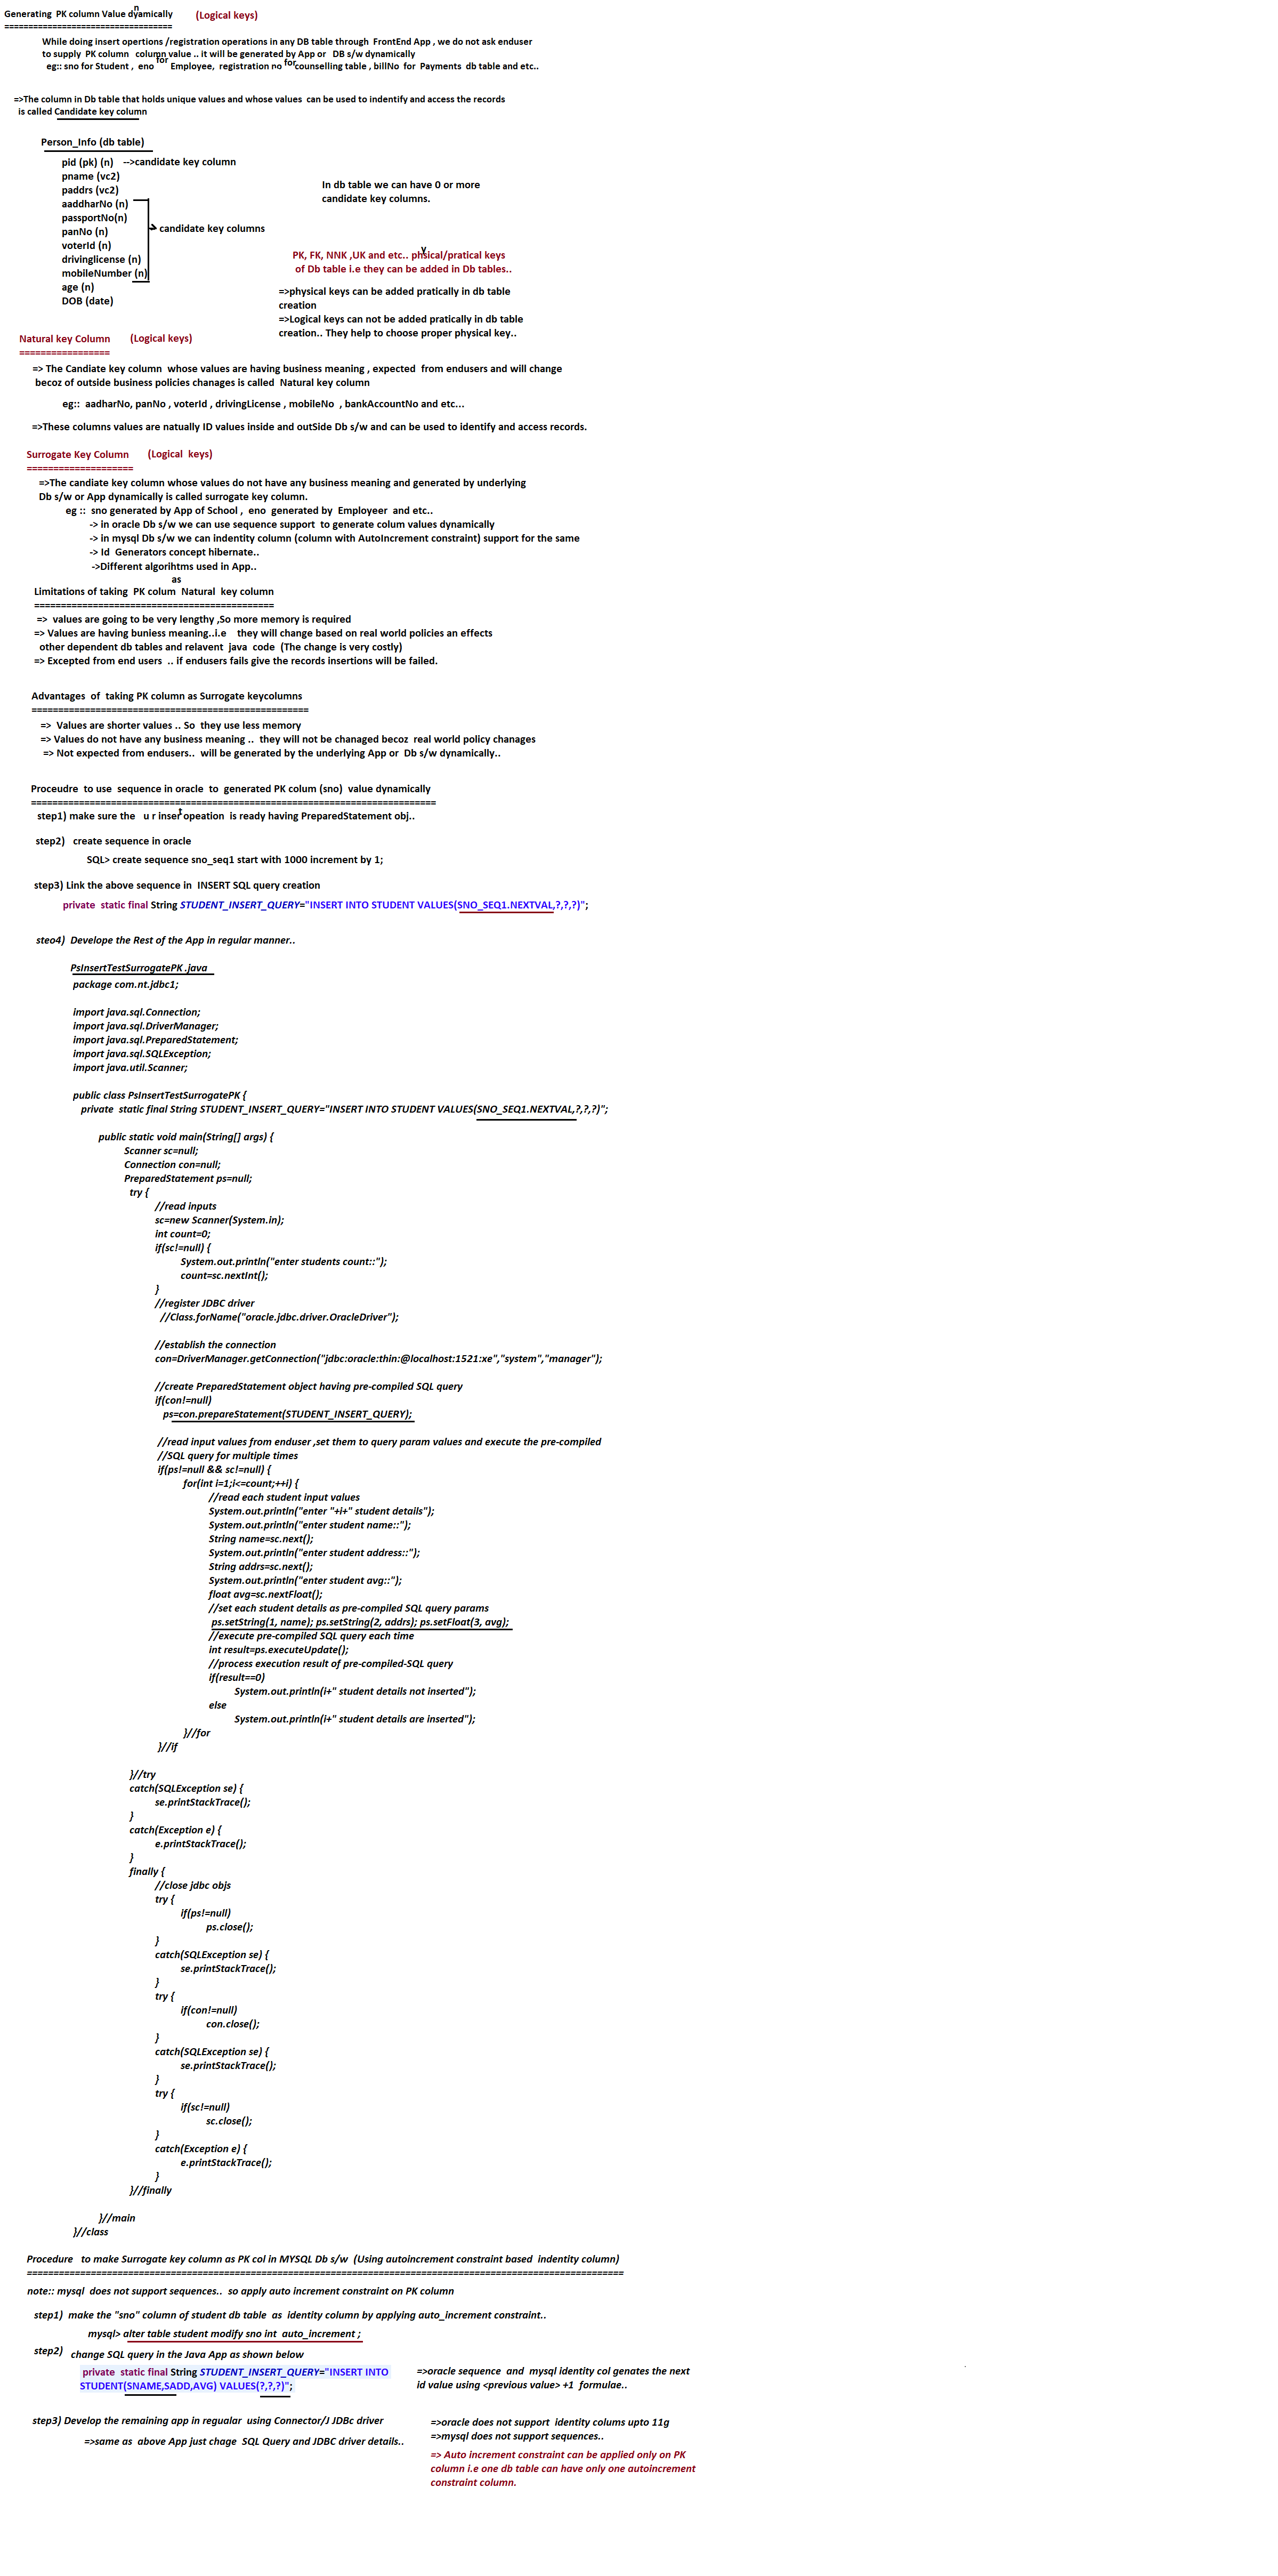 Generating  PK column Value dynamically        (Logical keys)
===================================
While doing insert opertions /registration operations in any DB table through  FrontEnd App , we do not ask enduser
to supply  PK column   column value .. it will be generated by App or   DB s/w dynamically
eg:: sno for Student ,  eno for Employee,  registration no for counselling table , billNo  for  Payments  db table and etc..
=>The column in Db table that holds unique values and whose values  can be used to indentify and access the records
is called Candidate key column
Person_Info (db table)
pid (pk) (n)    -->candidate key column
pname (vc2)
paddrs (vc2)
aaddharNo (n)
passportNo(n)
panNo (n)
voterId (n)
drivinglicense (n)
mobileNumber (n)
age (n)
DOB (date)
candidate key columns
In db table we can have 0 or more
candidate key columns.
PK, FK, NNK ,UK and etc.. physical/pratical keys
of Db table i.e they can be added in Db tables..
=>physical keys can be added pratically in db table
creation
=>Logical keys can not be added pratically in db table
creation.. They help to choose proper physical key..
Natural key Column       (Logical keys)
=================
=> The Candiate key column  whose values are having business meaning , expected  from endusers and will change
becoz of outside business policies chanages is called  Natural key column
eg::  aadharNo, panNo , voterId , drivingLicense , mobileNo  , bankAccountNo and etc...
=>These columns values are natually ID values inside and outSide Db s/w and can be used to identify and access records.
Surrogate Key Column       (Logical  keys)
====================
=>The candiate key column whose values do not have any business meaning and generated by underlying
Db s/w or App dynamically is called surrogate key column.
eg ::  sno generated by App of School ,  eno  generated by  Employeer  and etc..
-> in oracle Db s/w we can use sequence support  to generate colum values dynamically
-> in mysql Db s/w we can indentity column (column with AutoIncrement constraint) support for the same
-> Id  Generators concept hibernate..
->Different algorihtms used in App..
Limitations of taking  PK colum as Natural  key column
=============================================
=>  values are going to be very lengthy ,So more memory is required
=> Values are having buniess meaning..i.e    they will change based on real world policies an effects
other dependent db tables and relavent  java  code  (The change is very costly)
=> Excepted from end users  .. if endusers fails give the records insertions will be failed.
Advantages  of  taking PK column as Surrogate keycolumns
====================================================
=>  Values are shorter values .. So  they use less memory
=> Values do not have any business meaning ..  they will not be chanaged becoz  real world policy chanages
=> Not expected from endusers..  will be generated by the underlying App or  Db s/w dynamically..
Proceudre  to use  sequence in oracle  to  generated PK colum (sno)  value dynamically
============================================================================
step1) make sure the   u r insert opeation  is ready having PreparedStatement obj..
step2)   create sequence in oracle
SQL> create sequence sno_seq1 start with 1000 increment by 1;
step3) Link the above sequence in  INSERT SQL query creation
private  static final String STUDENT_INSERT_QUERY="INSERT INTO STUDENT VALUES(SNO_SEQ1.NEXTVAL,?,?,?)";
steo4)  Develope the Rest of the App in regular manner..
PsInsertTestSurrogatePK .java
package com.nt.jdbc1;
import java.sql.Connection;
import java.sql.DriverManager;
import java.sql.PreparedStatement;
import java.sql.SQLException;
import java.util.Scanner;
public class PsInsertTestSurrogatePK {
private  static final String STUDENT_INSERT_QUERY="INSERT INTO STUDENT VALUES(SNO_SEQ1.NEXTVAL,?,?,?)";
public static void main(String[] args) {
Scanner sc=null;
Connection con=null;
PreparedStatement ps=null;
try {
//read inputs
sc=new Scanner(System.in);
int count=0;
if(sc!=null) {
System.out.println("enter students count::");
count=sc.nextInt();
}
//register JDBC driver
//Class.forName("oracle.jdbc.driver.OracleDriver");
//establish the connection
con=DriverManager.getConnection("jdbc:oracle:thin:@localhost:1521:xe","system","manager");
//create PreparedStatement object having pre-compiled SQL query
if(con!=null)
ps=con.prepareStatement(STUDENT_INSERT_QUERY);
//read input values from enduser ,set them to query param values and execute the pre-compiled
//SQL query for multiple times
if(ps!=null && sc!=null) {
for(int i=1;i<=count;++i) {
//read each student input values
System.out.println("enter "+i+" student details");
System.out.println("enter student name::");
String name=sc.next();
System.out.println("enter student address::");
String addrs=sc.next();
System.out.println("enter student avg::");
float avg=sc.nextFloat();
//set each student details as pre-compiled SQL query params
ps.setString(1, name); ps.setString(2, addrs); ps.setFloat(3, avg);
//execute pre-compiled SQL query each time
int result=ps.executeUpdate();
//process execution result of pre-compiled-SQL query
if(result==0)
System.out.println(i+" student details not inserted");
else
System.out.println(i+" student details are inserted");
}//for
}//if
}//try
catch(SQLException se) {
se.printStackTrace();
}
catch(Exception e) {
e.printStackTrace();
}
finally {
//close jdbc objs
try {
if(ps!=null)
ps.close();
}
catch(SQLException se) {
se.printStackTrace();
}
try {
if(con!=null)
con.close();
}
catch(SQLException se) {
se.printStackTrace();
}
try {
if(sc!=null)
sc.close();
}
catch(Exception e) {
e.printStackTrace();
}
}//finally
}//main
}//class
Procedure   to make Surrogate key column as PK col in MYSQL Db s/w  (Using autoincrement constraint based  indentity column)
================================================================================================================
note:: mysql  does not support sequences..  so apply auto increment constraint on PK column
step1)  make the "sno" column of student db table  as  identity column by applying auto_increment constraint..
mysql> alter table student modify sno int  auto_increment ;
step2)  change SQL query in the Java App as shown below
private  static final String STUDENT_INSERT_QUERY="INSERT INTO
STUDENT(SNAME,SADD,AVG) VALUES(?,?,?)";
=>oracle sequence  and  mysql identity col genates the next
id value using <previous value> +1  formulae..
step3) Develop the remaining app in regualar  using Connector/J JDBc driver
=>same as  above App just chage  SQL Query and JDBC driver details..
=>oracle does not support  identity colums upto 11g
=>mysql does not support sequences..
=> Auto increment constraint can be applied only on PK
column i.e one db table can have only one autoincrement
constraint column.